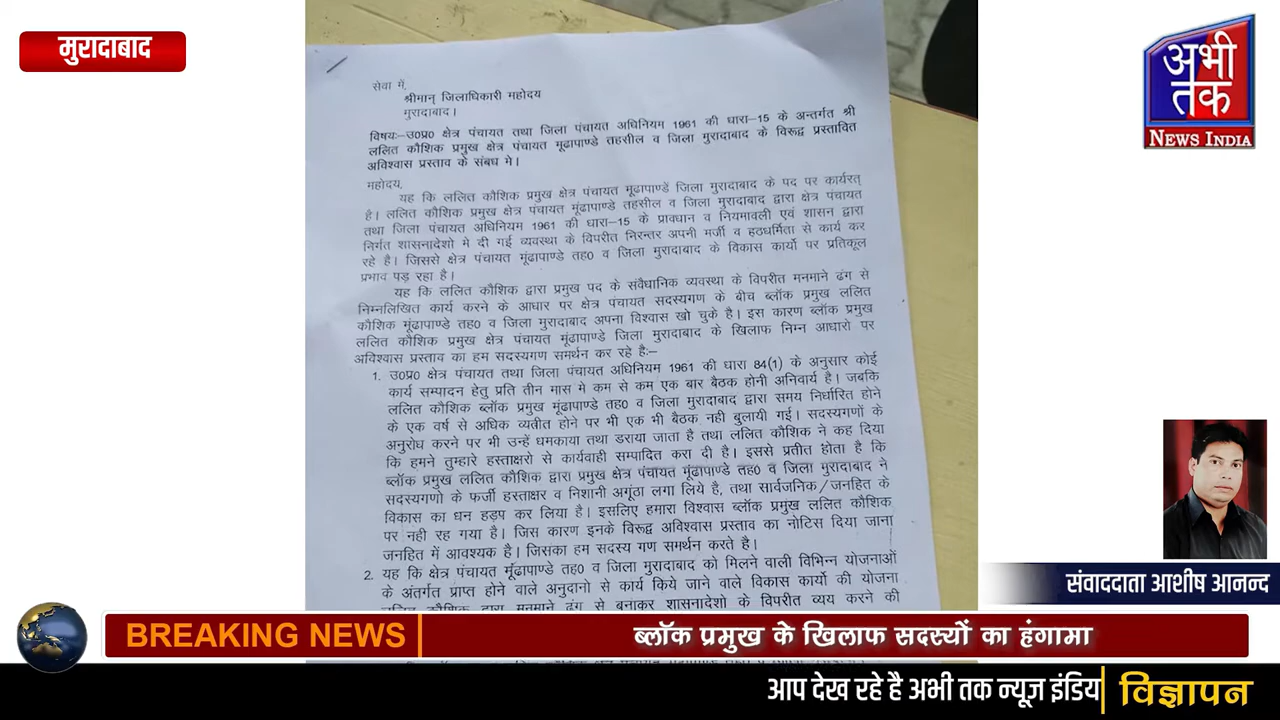 मुरादाबाद
अभी
तक
NEWS INDIA
सेवा में,
श्रीमान् जिलाधिकारी महोदय
मुरादाबाद।
विषयः-उ0प्र0 क्षेत्र पंचायत तथा जिला पंचायत अधिनियम 1961 की धारा-15 के अन्तर्गत श्री
ललित कौशिक प्रमुख क्षेत्र पंचायत मूढापाण्डे तहसील व जिला मुरादाबाद के विरूद्व प्रस्तावित
अविश्वास प्रस्ताव के संबध मे।
महोदय,
यह कि ललित कौशिक प्रमुख क्षेत्र पंचायत मूढापाण्डें जिला मुरादाबाद के पद पर कार्यरत्
है। ललित कौशिक प्रमुख क्षेत्र पंचायत मूंढापाण्डे तहसील व जिला मुरादाबाद द्वारा क्षेत्र पंचायत
तथा जिला पंचायत अधिनियम 1961 की धारा-15 के प्रावधान व नियमावली एवं शासन द्वारा
निर्गत शासनादेशो मे दी गई व्यवस्था के विपरीत निरन्तर अपनी मर्जी व हठधर्मिता से कार्य कर
रहे है। जिससे क्षेत्र पंचायत मूंढापाण्डे तह0 व जिला मुरादाबाद के विकास कार्यो पर प्रतिकूल
प्रभाव पड़ रहा है।
यह कि ललित कौशिक द्वारा प्रमुख पद के संवैधानिक व्यवस्था के विपरीत मनमाने ढंग से
निम्नलिखित कार्य करने के आधार पर क्षेत्र पंचायत सदस्यगण के बीच ब्लॉक प्रमुख ललित
कौशिक मूंढापाण्डे तह0 व जिला मुरादाबाद अपना विश्वास खो चुके है। इस कारण ब्लॉक प्रमुख
ललित कौशिक प्रमुख क्षेत्र पंचायत मूंढापाण्डे जिला मुरादाबाद के खिलाफ निम्न आधारो पर
अविश्वास प्रस्ताव का हम सदस्यगण समर्थन कर रहे हैः-
1. उ0प्र0 क्षेत्र पंचायत तथा जिला पंचायत अधिनियम 1961 की धारा 84(1) के अनुसार कोई
कार्य सम्पादन हेतु प्रति तीन मास मे कम से कम एक बार बैठक होनी अनिवार्य है। जबकि
ललित कौशिक ब्लॉक प्रमुख मूंढापाण्डे तह0 व जिला मुरादाबाद द्वारा समय निर्धारित होने
के एक वर्ष से अधिक व्यतीत होने पर भी एक भी बैठक नही बुलायी गई। सदस्यगणों के
अनुरोध करने पर भी उन्हें धमकाया तथा डराया जाता है तथा ललित कौशिक ने कह दिया
कि हमने तुम्हारे हस्ताक्षरो से कार्यवाही सम्पादित करा दी है। इससे प्रतीत होता है कि
ब्लॉक प्रमुख ललित कौशिक द्वारा प्रमुख क्षेत्र पंचायत मूंढापाण्डे तह0 व जिला मुरादाबाद ने
सदस्यगणो के फर्जी हस्ताक्षर व निशानी अगूंठा लगा लिये है, तथा सार्वजनिक/जनहित के
विकास का धन हड़प कर लिया है। इसलिए हमारा विश्वास ब्लॉक प्रमुंख ललित कौशिक
पर नही रह गया है। जिस कारण इनके विरूद्व अविश्वास प्रस्ताव का नोटिस दिया जाना
जनहित में आवश्यक है। जिसका हम सदस्य गण समर्थन करते है।
2. यह कि क्षेत्र पंचायत मूंढापाण्डे तह0 व जिला मुरादाबाद को मिलने वाली विभिन्न योजनाओं
के अंतर्गत प्राप्त होने वाले अनुदानो से कार्य किये जाने वाले विकास कार्यो की योजना
ललित कौशिक द्वारा मनमाने ढंग से बनाकर शासनादेशो के विपरीत व्यय करने की
संवाददाता आशीष आनन्द
BREAKING NEWS
ब्लॉक प्रमुख के खिलाफ सदस्यों का हंगामा
आप देख रहे है अभी तक न्यूज़ इंडिय
विज्ञापन